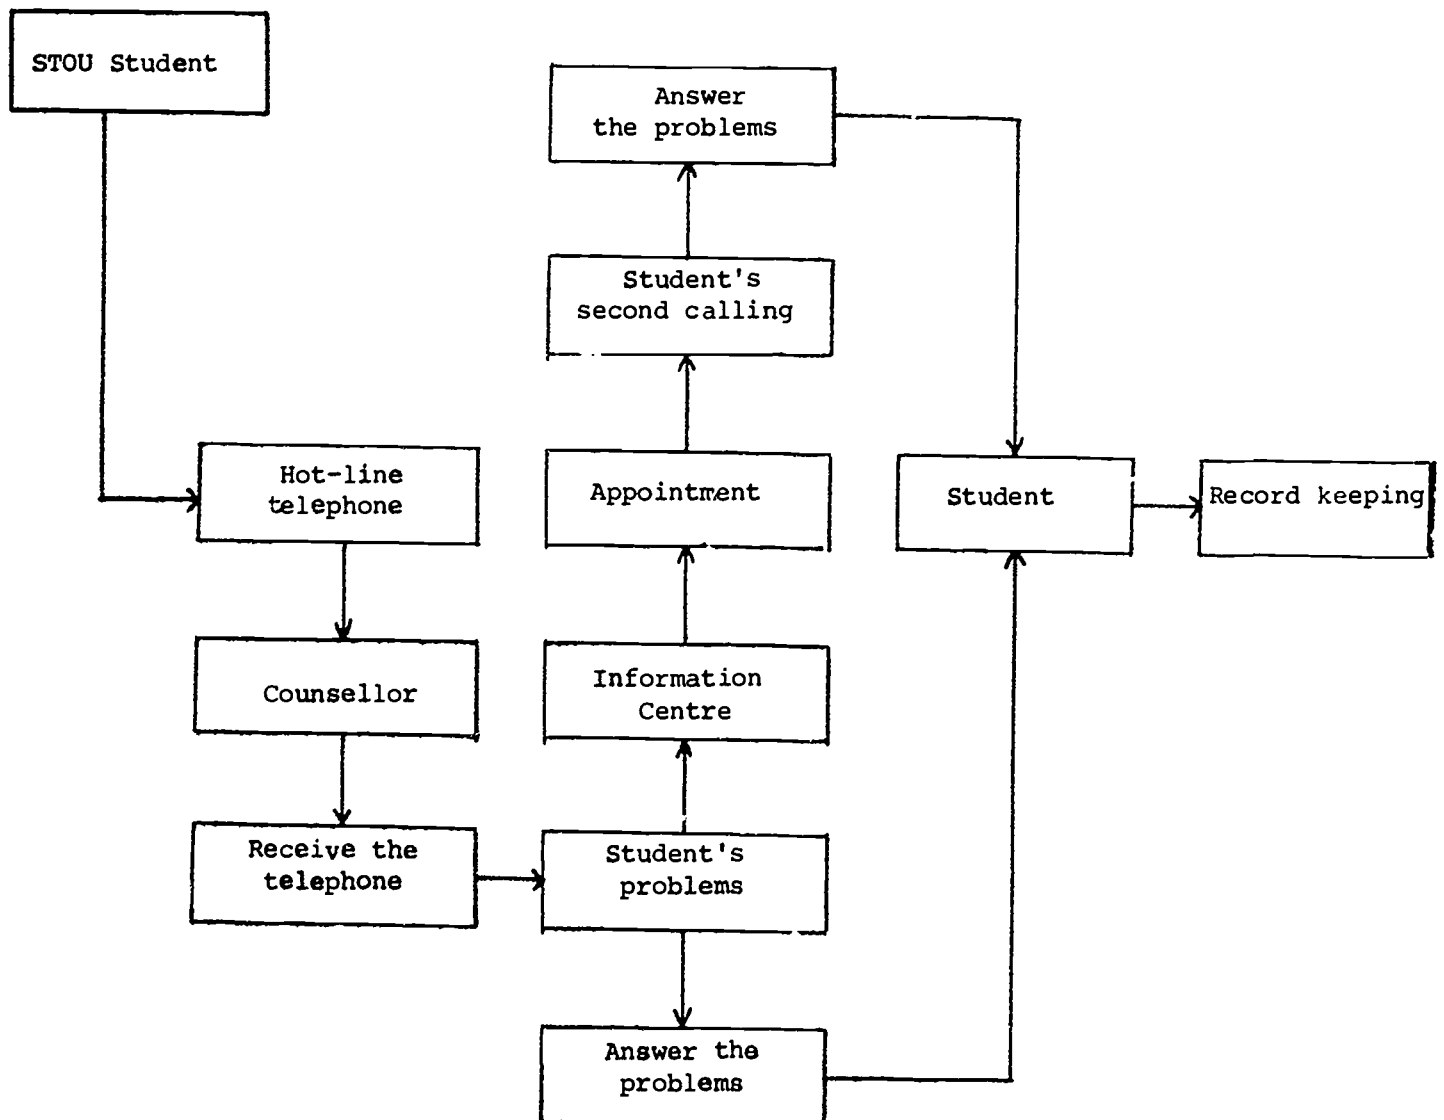 STOU Student
Answer
the problems
Student's
second calling
Hot-line
telephone
Appointment
Student
Record keeping
Counsellor
Information
Centre
Receive the
telephone
Student's
problems
Answer the
problems